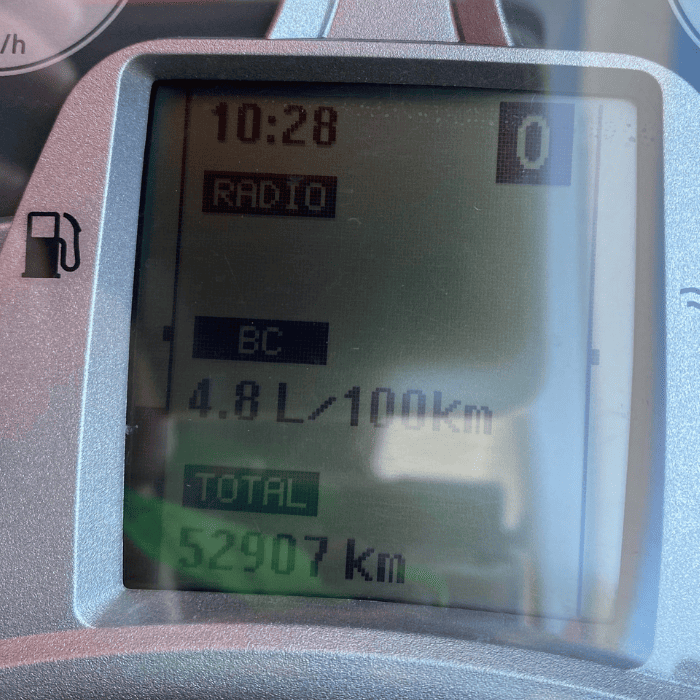 /h
10:28 0
RADIO
BC
4.8 L/100Km
TOTAL
52907 Km